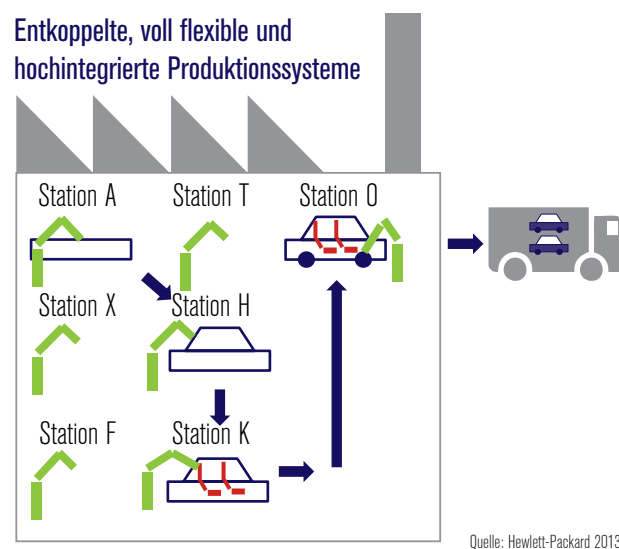 Entkoppelte, voll flexible und
hochintegrierte Produktionssysteme
Station A
Station T
Station O
Station X
Station H
Station F
Station K
Quelle: Hewlett-Packard 2013